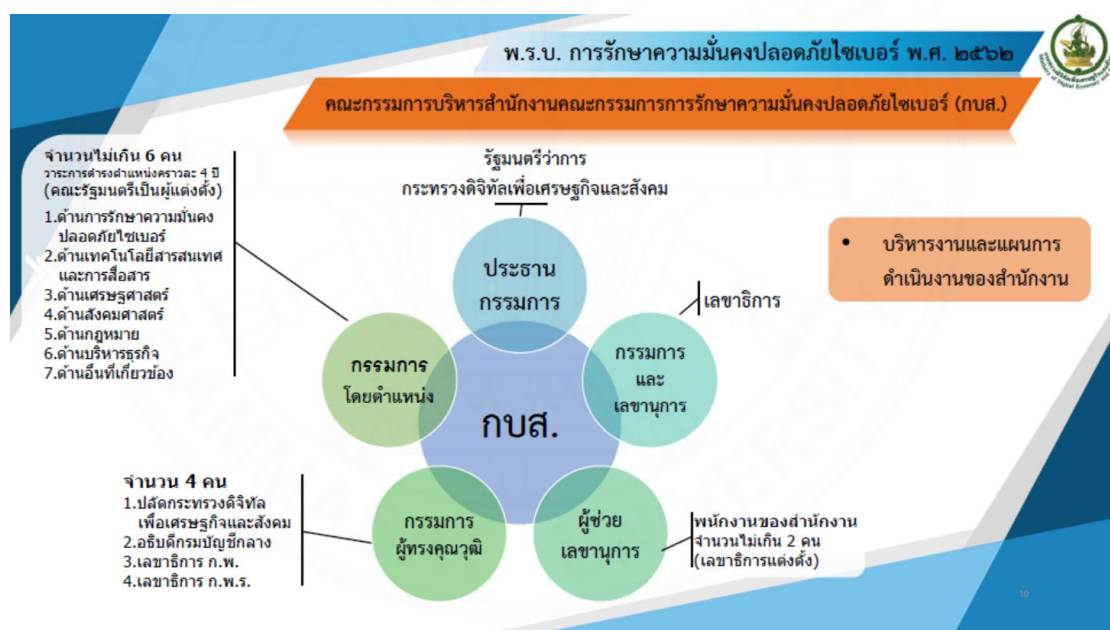 พ.ร.บ. การรักษาความมั่นคงปลอดภัยไซเบอร์ พ.ศ. ๒๕๖๒
คณะกรรมการบริหารสำนักงานคณะกรรมการการรักษาความมั่นคงปลอดภัยไซเบอร์ (กบส.)
จำนวนไม่เกิน 6 คน
วาระการดำรงตำแหน่งคราวละ 4 ปี
(คณะรัฐมนตรีเป็นผู้แต่งตั้ง)
1.ด้านการรักษาความมั่นคง
ปลอดภัยไซเบอร์
2.ด้านเทคโนโลยีสารสนเทศ
และการสื่อสาร
3.ด้านเศรษฐศาสตร์
4.ด้านสังคมศาสตร์
5.ด้านกฎหมาย
6.ด้านบริหารธุรกิจ
7.ด้านอื่นที่เกี่ยวข้อง
รัฐมนตรีว่าการ
กระทรวงดิจิทัลเพื่อเศรษฐกิจและสังคม
ประธาน
กรรมการ
เลขาธิการ
กรรมการ
และ
เลขานุการ
• บริหารงานและแผนการ
ดำเนินงานของสำนักงาน
กรรมการ
โดยตำแหน่ง
กบส.
จำนวน 4 คน
1.ปลัดกระทรวงดิจิทัล
เพื่อเศรษฐกิจและสังคม
2.อธิบดีกรมบัญชีกลาง
3.เลขาธิการ ก.พ.
4.เลขาธิการ ก.พ.ร.
กรรมการ
ผู้ทรงคุณวุฒิ
ผู้ช่วย
เลขานุการ
พนักงานของสำนักงาน
จำนวนไม่เกิน 2 คน
(เลขาธิการแต่งตั้ง)
10